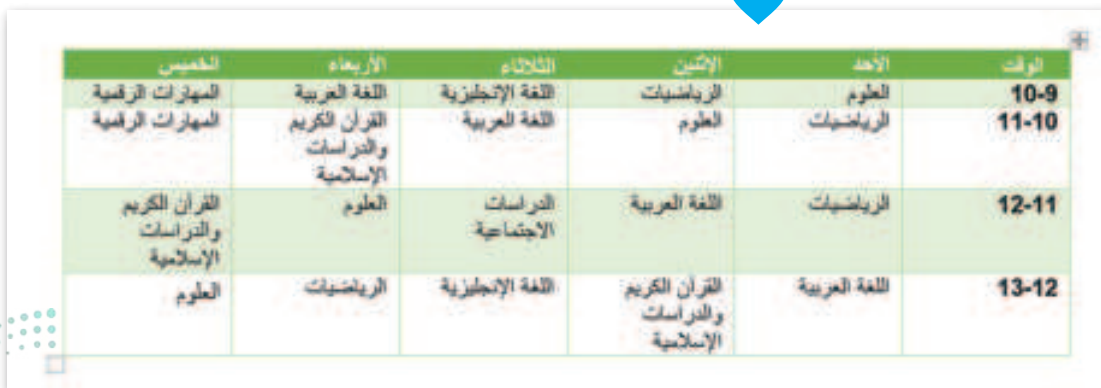 الوقت الأحد الإثنين الثلاثاء الأربعاء الخميس
10-9 العلوم الرياضيات اللغة الإنجليزية اللغة العربية المهارات الرقمية
11-10 الرياضيات العلوم اللغة العربية القرآن الكريم والدراسات الإسلامية المهارات الرقمية
12-11 الرياضيات اللغة العربية الدراسات الاجتماعية العلوم القرآن الكريم والدراسات الإسلامية
13-12 اللغة العربية القرآن الكريم والدراسات الإسلامية اللغة الإنجليزية الرياضيات العلوم